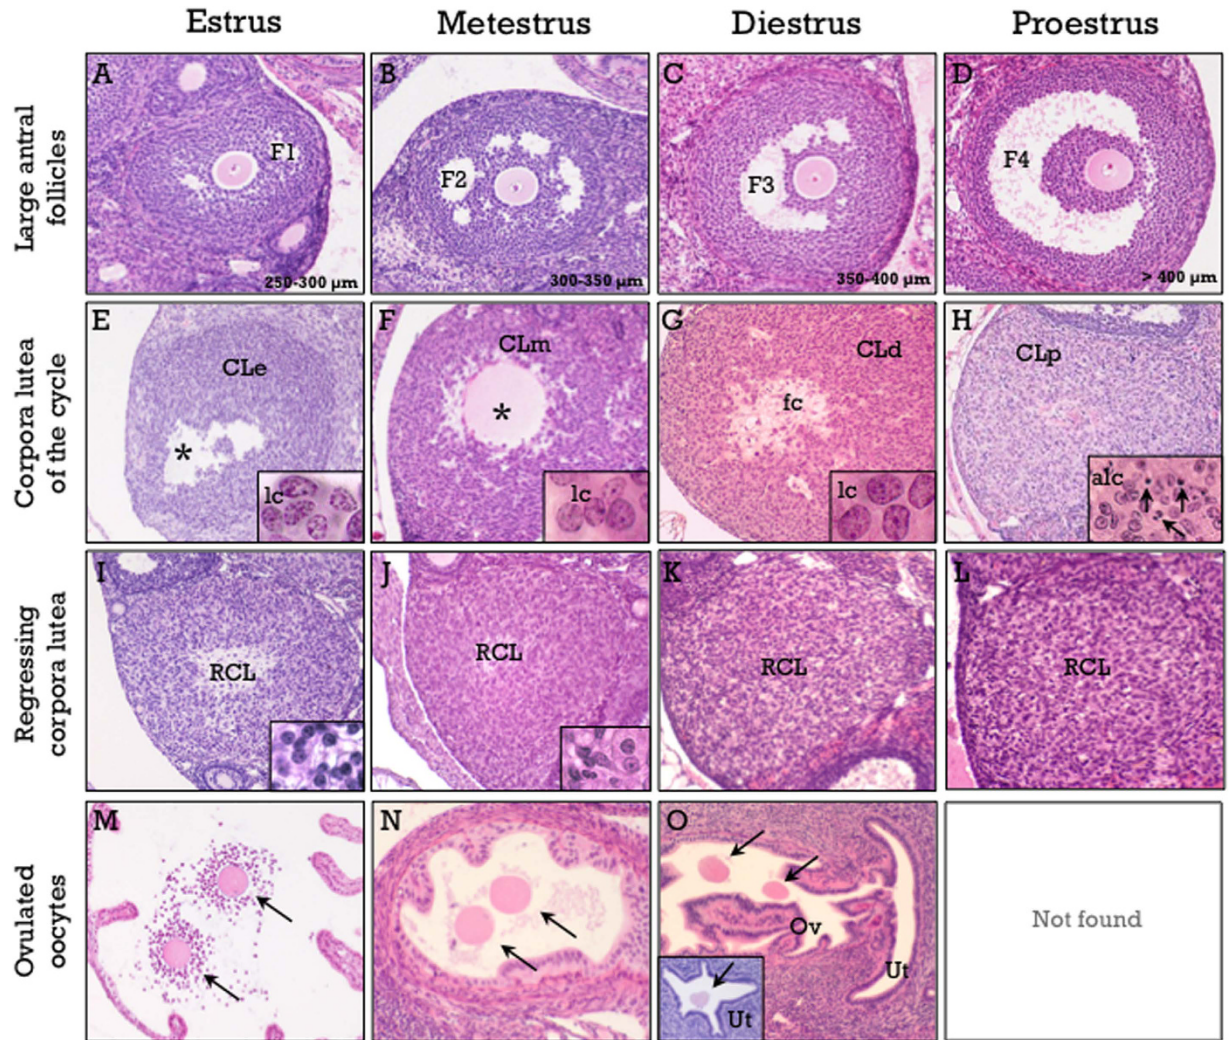 Estrus
Metestrus
Diestrus
Proestrus
Large antral
follicles
A
F1
250-300 µm
B
F2
300-350 µm
C
F3
350-400 µm
D
F4
> 400 µm
Corpora lutea
of the cycle
E
CLe
*
lc
F
CLm
*
lc
G
CLd
fc
lc
H
CLp
alc
Regressing
corpora lutea
I
RCL
J
RCL
K
RCL
L
RCL
Ovulated
oocytes
M
N
O
Ov
Ut
Ut
Not found